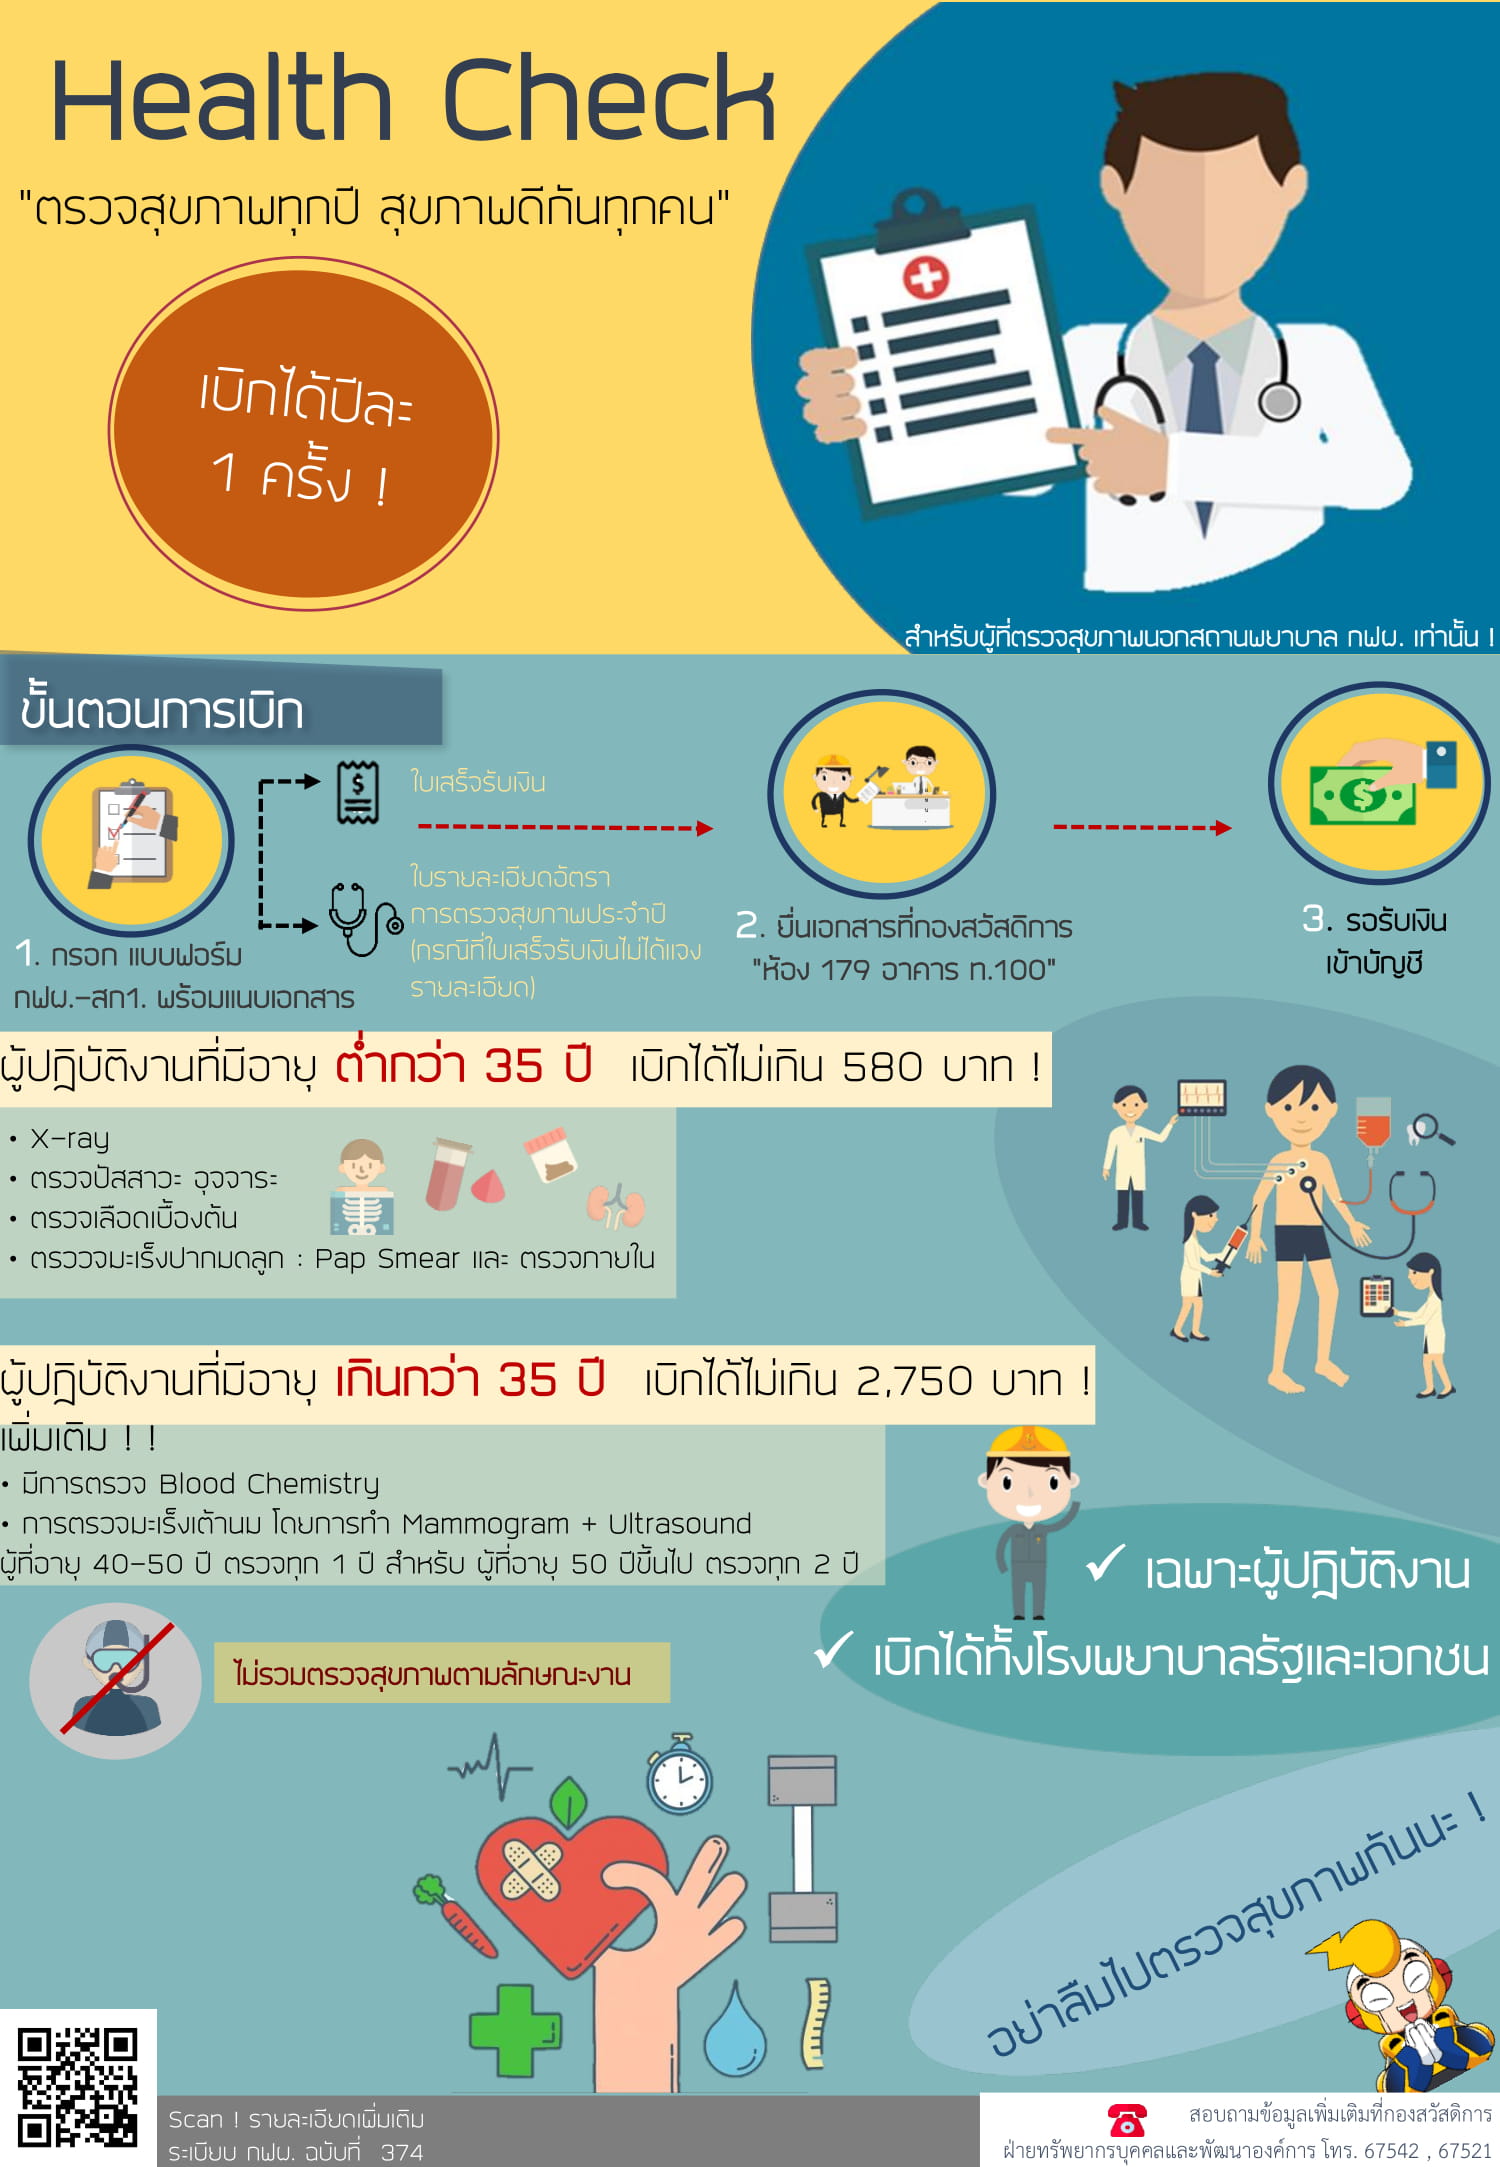 Health Check
"ตรวจสุขภาพทุกปี สุขภาพดีกันทุกคน"
เบิกได้ปีละ
1 ครั้ง !
สำหรับผู้ที่ตรวจสุขภาพนอกสถานพยาบาล กฟผ. เท่านั้น !
ขั้นตอนการเบิก
1. กรอก แบบฟอร์ม
กฟผ.-สก1. พร้อมแนบเอกสาร
ใบเสร็จรับเงิน
ใบรายละเอียดอัตรา
การตรวจสุขภาพประจำปี
(กรณีที่ใบเสร็จรับเงินไม่ได้แจง
รายละเอียด)
2. ยื่นเอกสารที่กองสวัสดิการ
"ห้อง 179 อาคาร ท.100"
3. รอรับเงิน
เข้าบัญชี
ผู้ปฏิบัติงานที่มีอายุ ต่ำกว่า 35 ปี เบิกได้ไม่เกิน 580 บาท !
• X-ray
• ตรวจปัสสาวะ อุจจาระ
• ตรวจเลือดเบื้องต้น
• ตรววจมะเร็งปากมดลูก : Pap Smear และ ตรวจภายใน
ผู้ปฏิบัติงานที่มีอายุ เกินกว่า 35 ปี เบิกได้ไม่เกิน 2,750 บาท !
เพิ่มเติม ! !
• มีการตรวจ Blood Chemistry
• การตรวจมะเร็งเต้านม โดยการทำ Mammogram + Ultrasound
ผู้ที่อายุ 40-50 ปี ตรวจทุก 1 ปี สำหรับ ผู้ที่อายุ 50 ปีขึ้นไป ตรวจทุก 2 ปี
✓ เฉพาะผู้ปฏิบัติงาน
✓ เบิกได้ทั้งโรงพยาบาลรัฐและเอกชน
ไม่รวมตรวจสุขภาพตามลักษณะงาน
อย่าลืมไปตรวจสุขภาพกันนะ !
Scan ! รายละเอียดเพิ่มเติม
ระเบียบ กฟผ. ฉบับที่ 374
สอบถามข้อมูลเพิ่มเติมที่กองสวัสดิการ
ฝ่ายทรัพยากรบุคคลและพัฒนาองค์การ โทร. 67542 , 67521